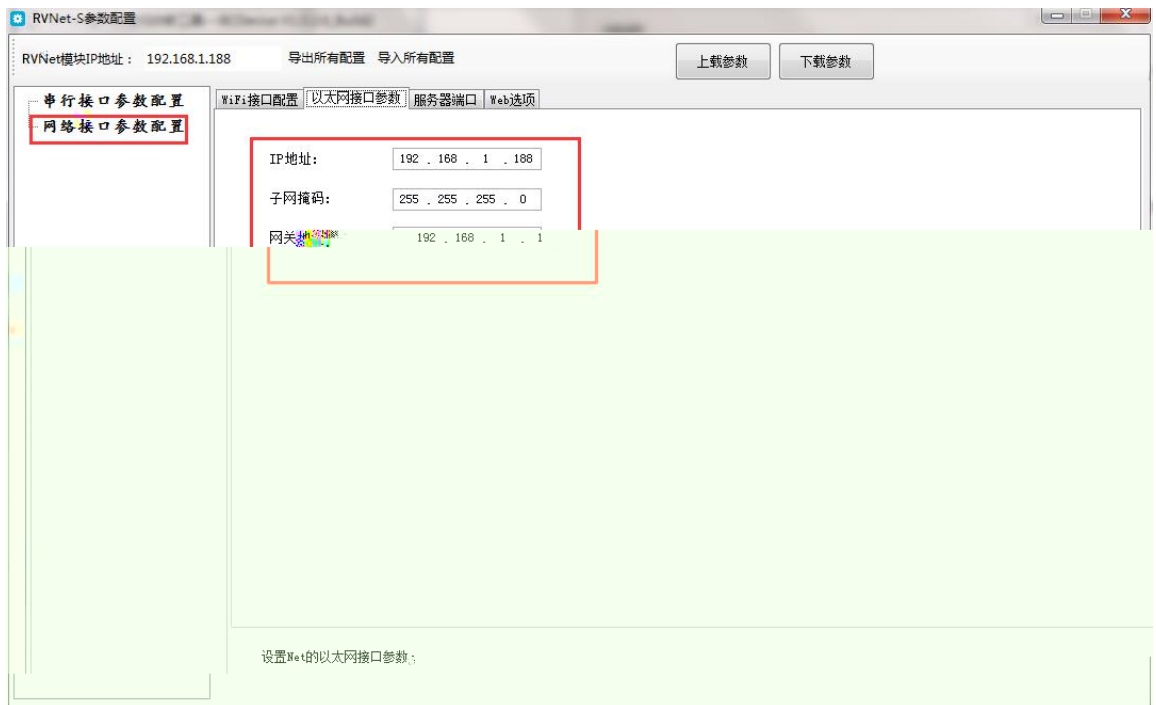 RVNet-S参数配置
RVNet模块IP地址： 192.168.1.188 导出所有配置 导入所有配置 上载参数 下载参数
串行接口参数配置
网络接口参数配置
WiFi接口配置 以太网接口参数 服务器端口 Web选项
IP地址: 192 . 168 . 1 . 188
子网掩码: 255 . 255 . 255 . 0
网关 192 . 168 . 1 . 1
设置Net的以太网接口参数;